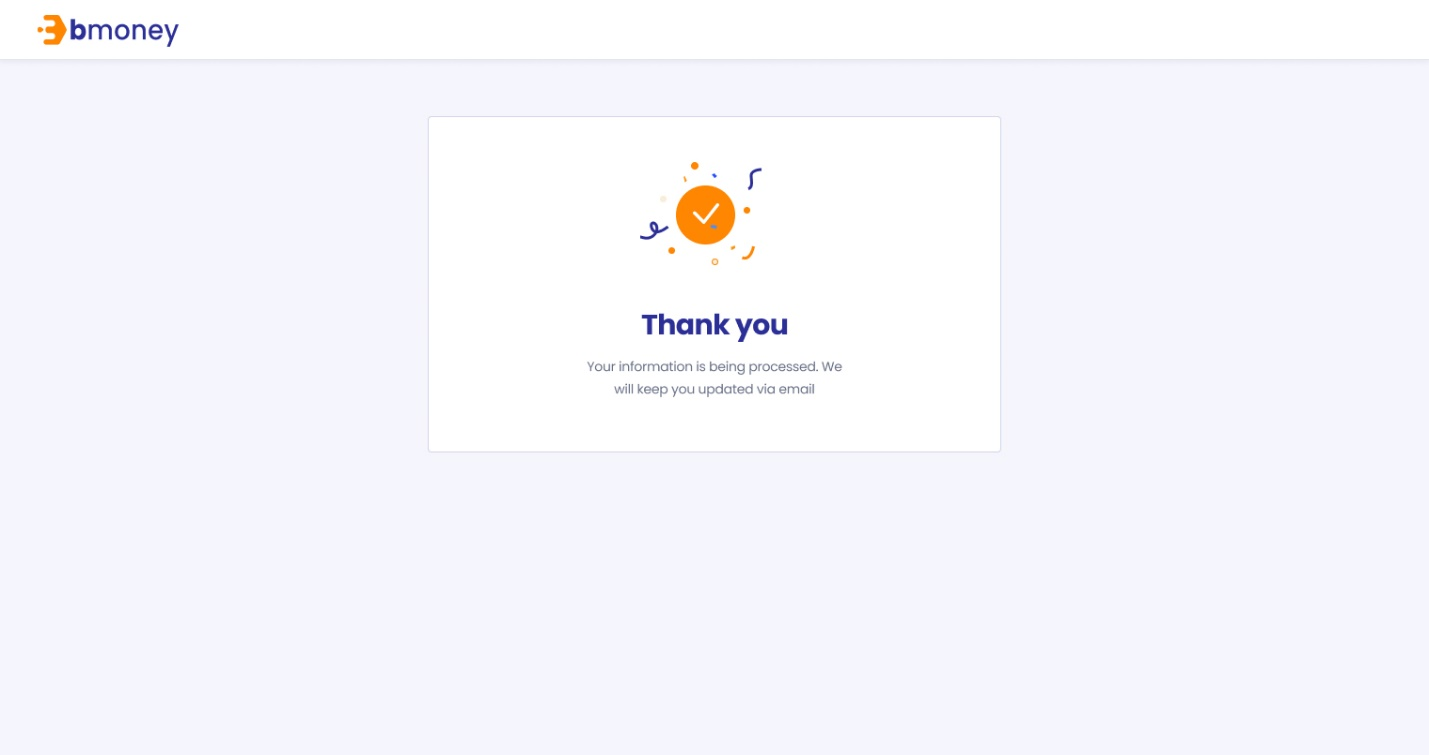 bmoney
Thank you
Your information is being processed. We
will keep you updated via email